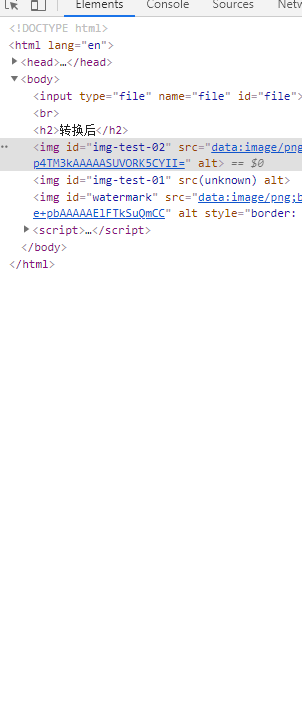 Elements Console Sources Netwo
<!DOCTYPE html>
<html lang="en">
<head>…</head>
<body>
<input type="file" name="file" id="file">
<br>
<h2>转换后</h2>
<img id="img-test-02" src="data:image/png
p4TM3kAAAAASUVORK5CYII=" alt> == $0
<img id="img-test-01" src(unknown) alt>
<img id="watermark" src="data:image/png;b
e+pbAAAAAElFTkSuQmCC" alt style="border:
<script>…</script>
</body>
</html>